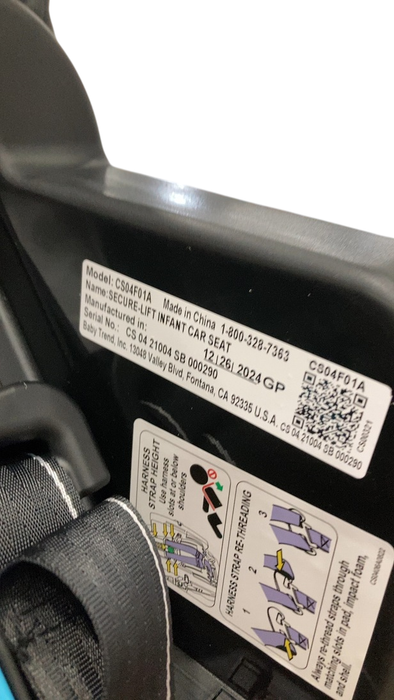 Model: CS04F01A Made in China 1-800-328-7363
Name:SECURE-LIFT INFANT CAR SEAT
Manufactured in: 12|26| 2024GP
Serial No.: CS 04 21004 SB 000290
Baby Trend, Inc. 13048 Valley Blvd, Fontana, CA 92335 U.S.A.
CS04F01A
CS 04 21004 SB 000290
CS000321
HARNESS
STRAP HEIGHT
Use harness
slots at or below
shoulders
HARNESS STRAP RE-THREADING
1
2
3
Always re-thread straps through
matching slots in pad, impact foam,
and shell.